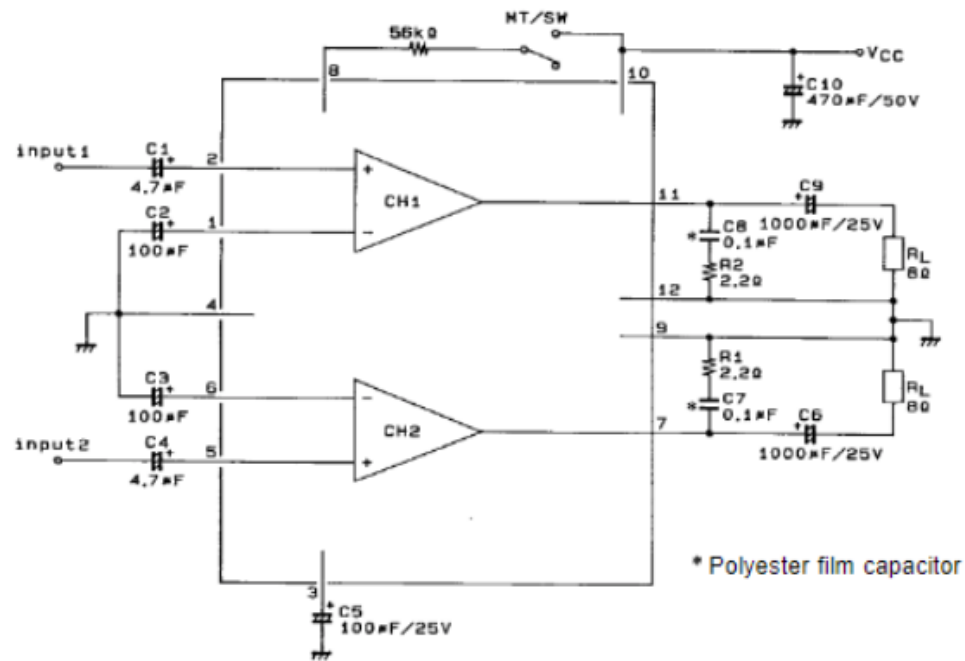 MT/SW
56kΩ
8
10
VCC
+ C10
470µF/50V
input1
C1 +
4.7µF
2
+
CH1
C2 +
100µF
1
−
11
C9
+
1000µF/25V
* C8
0.1µF
R2
2.2Ω
RL
8Ω
12
4
9
R1
2.2Ω
* C7
0.1µF
RL
8Ω
C3 +
100µF
6
−
CH2
7
C6
+
1000µF/25V
input2
C4 +
4.7µF
5
+
3
+ C5
100µF/25V
* Polyester film capacitor